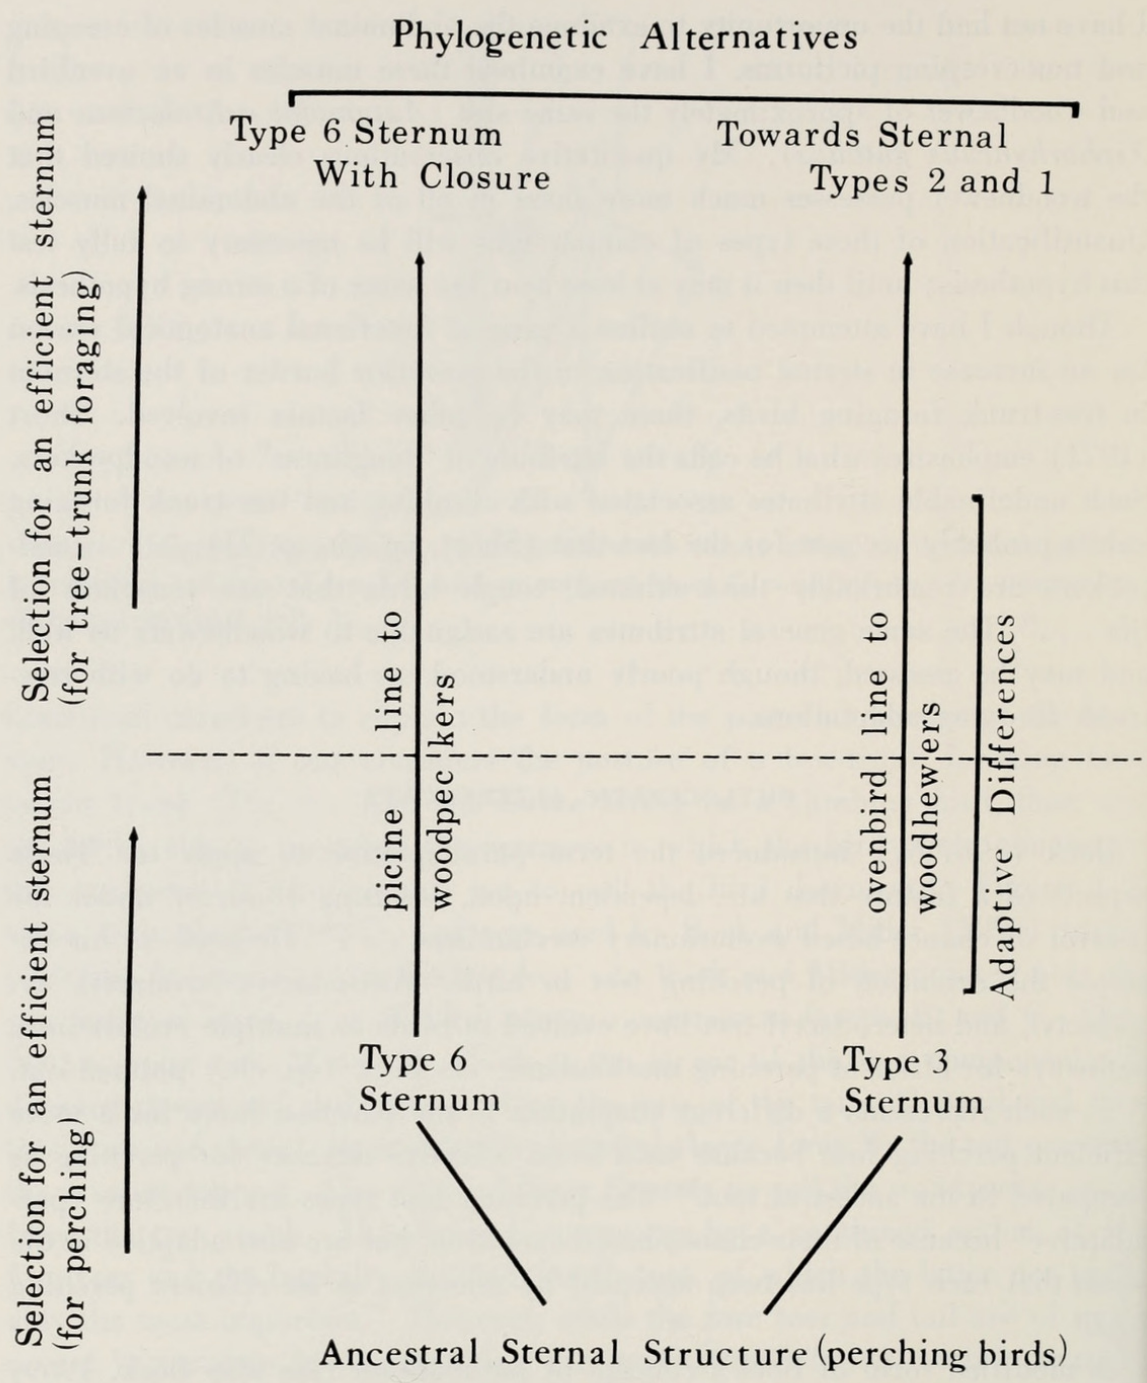 Phylogenetic Alternatives
Type 6 Sternum
With Closure
Towards Sternal
Types 2 and 1
Selection for an efficient sternum
(for tree-trunk foraging)
picine line to
woodpeckers
ovenbird line to
woodhewers
Adaptive Differences
Selection for an efficient sternum
(for perching)
Type 6
Sternum
Type 3
Sternum
Ancestral Sternal Structure (perching birds)